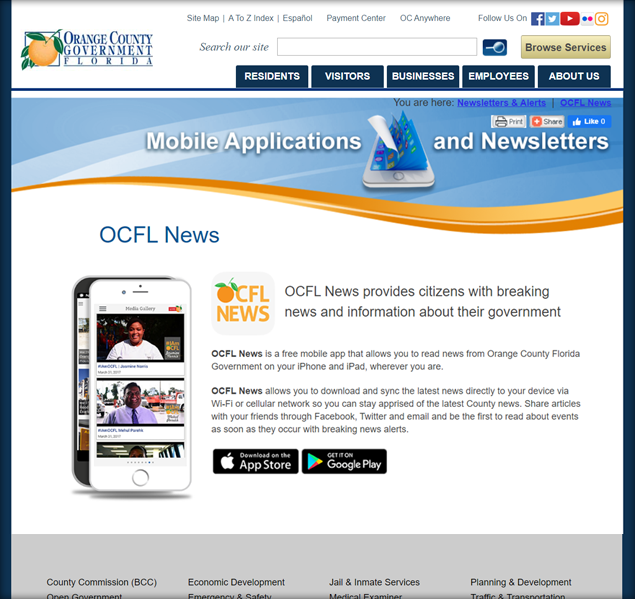 Site Map | A To Z Index | Español Payment Center OC Anywhere Follow Us On
ORANGE COUNTY
GOVERNMENT
FLORIDA
Search our site
Browse Services
RESIDENTS VISITORS BUSINESSES EMPLOYEES ABOUT US
You are here: Newsletters & Alerts | OCFL News
Print Share Like 0
Mobile Applications and Newsletters
OCFL News
Media Gallery
#IAmOCFL | Jasmine Harris
March 31, 2017
March 31, 2017
OCFL
NEWS
OCFL News provides citizens with breaking
news and information about their government
OCFL News is a free mobile app that allows you to read news from Orange County Florida
Government on your iPhone and iPad, wherever you are.
OCFL News allows you to download and sync the latest news directly to your device via
Wi-Fi or cellular network so you can stay apprised of the latest County news. Share articles
with your friends through Facebook, Twitter and email and be the first to read about events
as soon as they occur with breaking news alerts.
Download on the
App Store
GET IT ON
Google Play
County Commission (BCC) Economic Development Jail & Inmate Services Planning & Development
Open Government Emergency & Safety Medical Examiner Traffic & Transportation